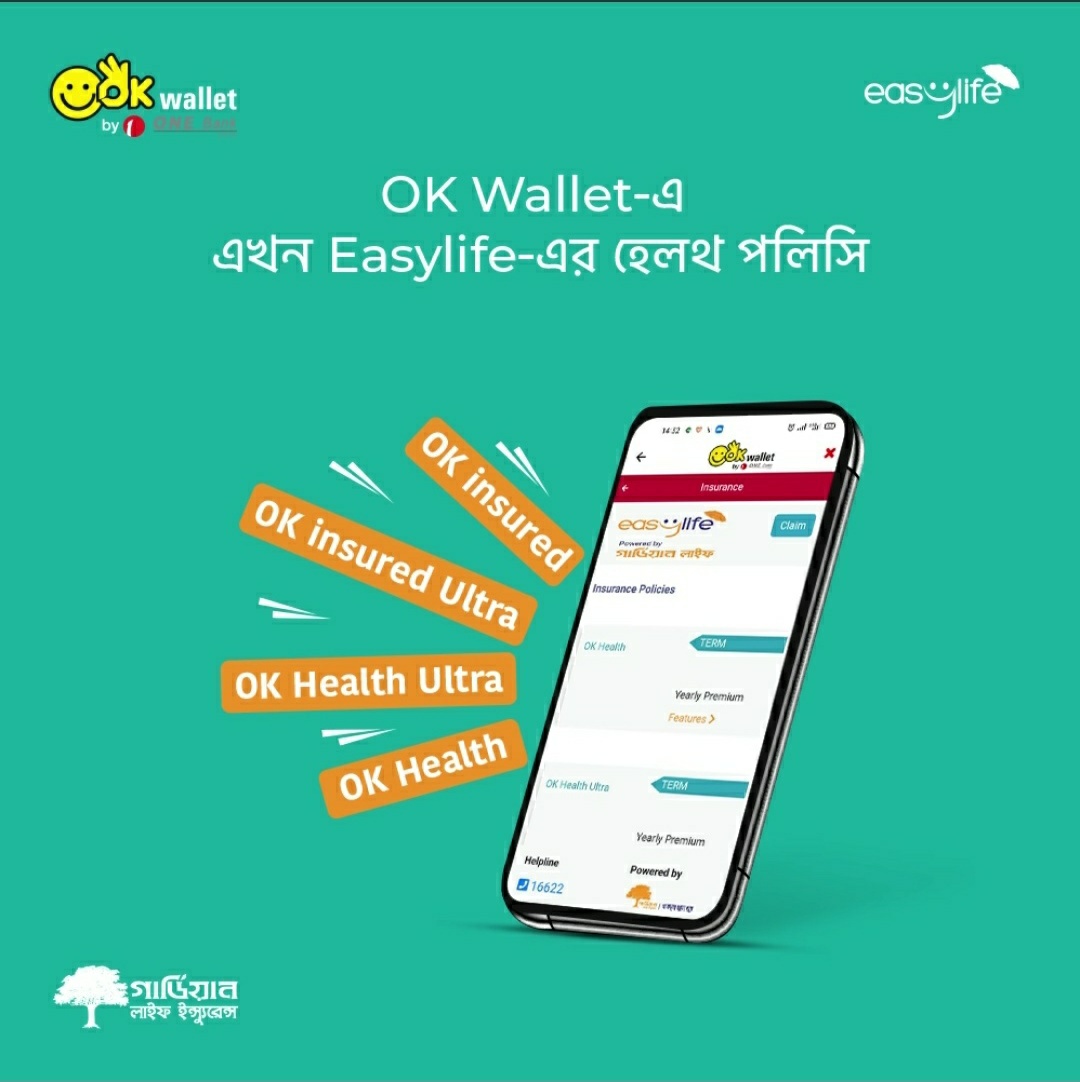 OK wallet
by ONE Bank
easylife
OK Wallet-এ
এখন Easylife-এর হেলথ পলিসি
OK insured
OK insured Ultra
OK Health Ultra
OK Health
14:32
OK wallet
by ONE Bank
Insurance
easylife
Claim
Powered by
গার্ডিয়ান লাইফ
Insurance Policies
OK Health
TERM
Yearly Premium
Features >
OK Health Ultra
TERM
Yearly Premium
Helpline
Powered by
16622
গার্ডিয়ান
লাইফ ইন্স্যুরেন্স